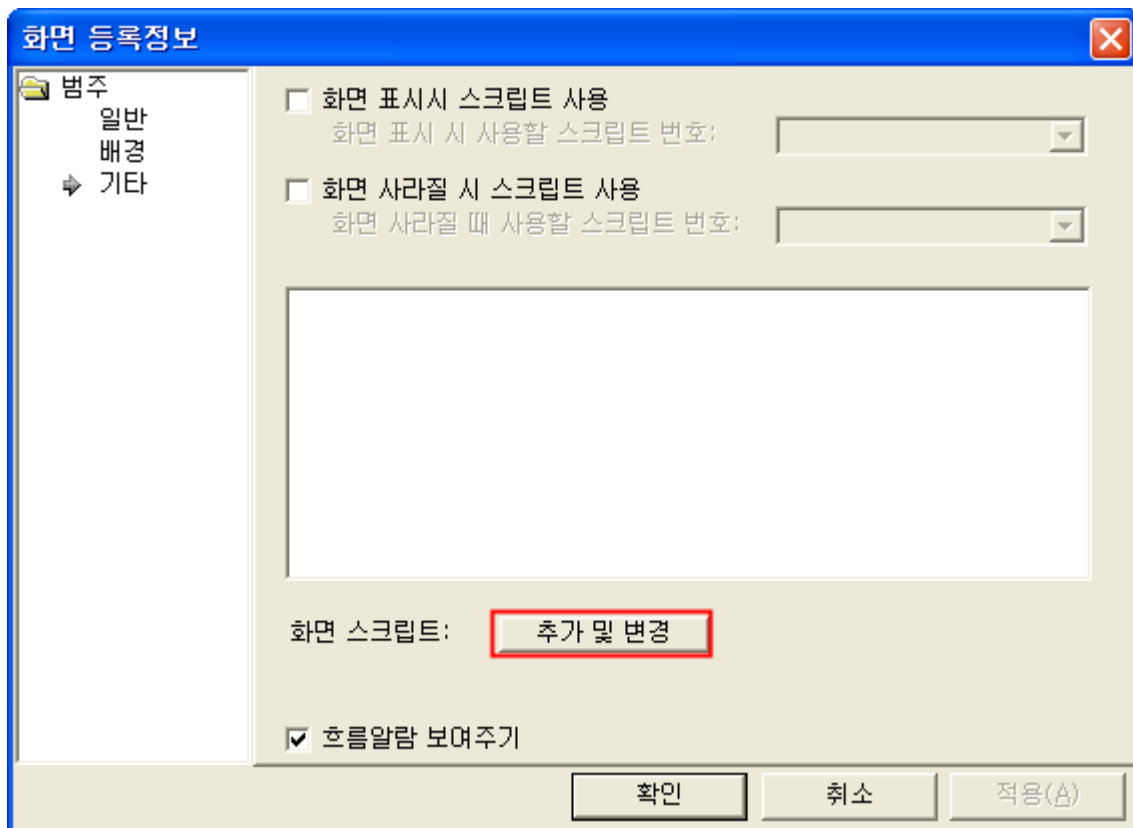 화면 등록정보
범주
일반
배경
기타
화면 표시시 스크립트 사용
화면 표시 시 사용할 스크립트 번호:
화면 사라질 시 스크립트 사용
화면 사라질 때 사용할 스크립트 번호:
화면 스크립트: 추가 및 변경
흐름알람 보여주기
확인 취소 적용(A)